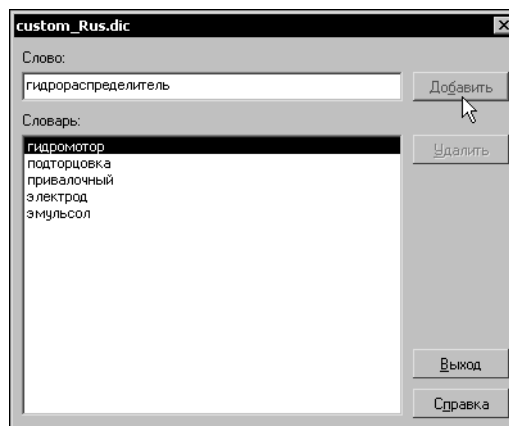 custom_Rus.dic
Слово:
гидрораспределитель
Добавить
Словарь:
гидромотор
подторцовка
привалочный
электрод
эмульсол
Удалить
Выход
Справка